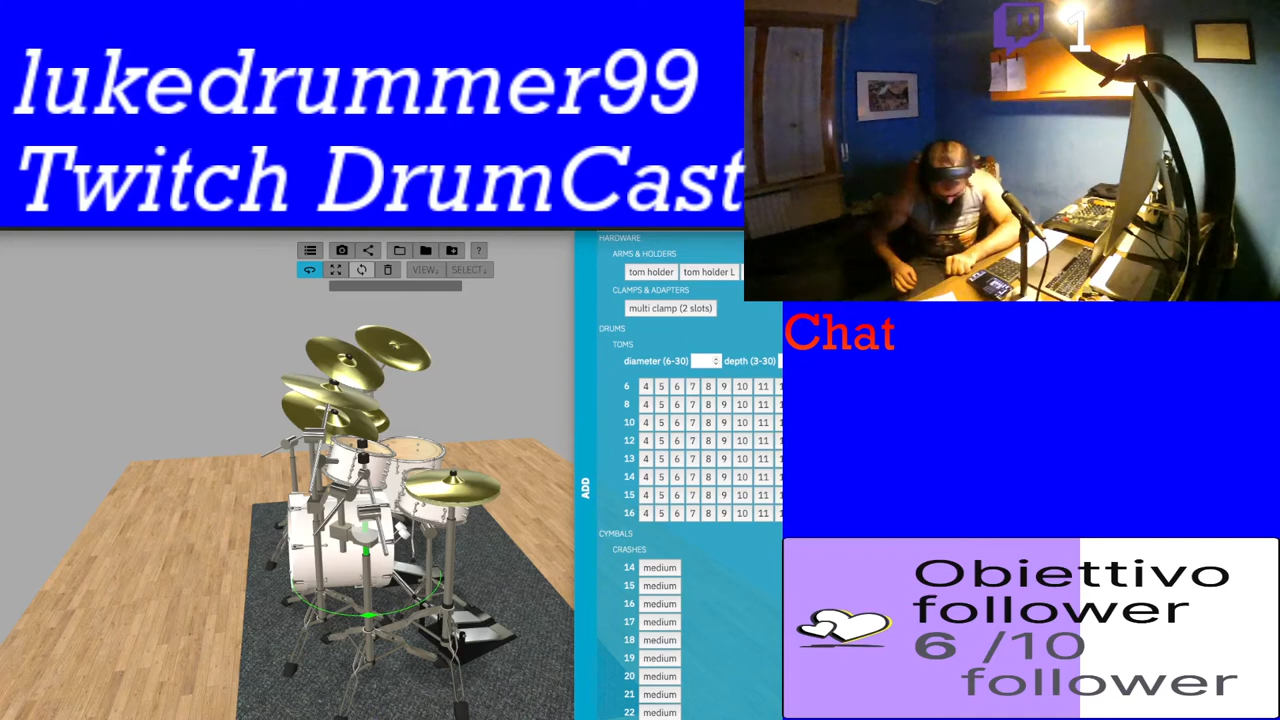 lukedrummer99
Twitch DrumCast
1
?
VIEW↓ SELECT↓
HARDWARE
ARMS & HOLDERS
tom holder tom holder L
CLAMPS & ADAPTERS
multi clamp (2 slots)
DRUMS
TOMS
diameter (6-30) depth (3-30)
6 4 5 6 7 8 9 10 11 1
8 4 5 6 7 8 9 10 11
10 4 5 6 7 8 9 10 11
12 4 5 6 7 8 9 10 11
13 4 5 6 7 8 9 10 11
14 4 5 6 7 8 9 10 11
15 4 5 6 7 8 9 10 11
16 4 5 6 7 8 9 10 11
ADD
CYMBALS
CRASHES
14 medium
15 medium
16 medium
17 medium
18 medium
19 medium
20 medium
21 medium
22 medium
Chat
Obiettivo
follower
6 /10
follower